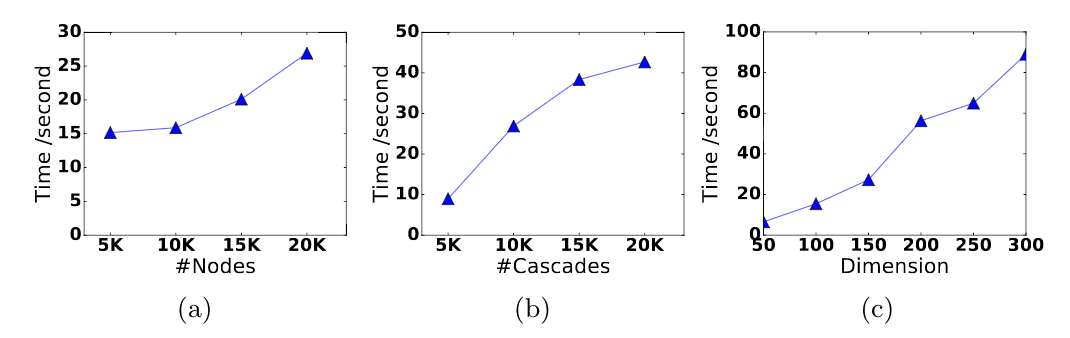 30
25
20
15
10
5
0
Time /second
5K 10K 15K 20K
#Nodes
(a)
50
40
30
20
10
0
Time /second
5K 10K 15K 20K
#Cascades
(b)
100
80
60
40
20
0
Time /second
50 100 150 200 250 300
Dimension
(c)